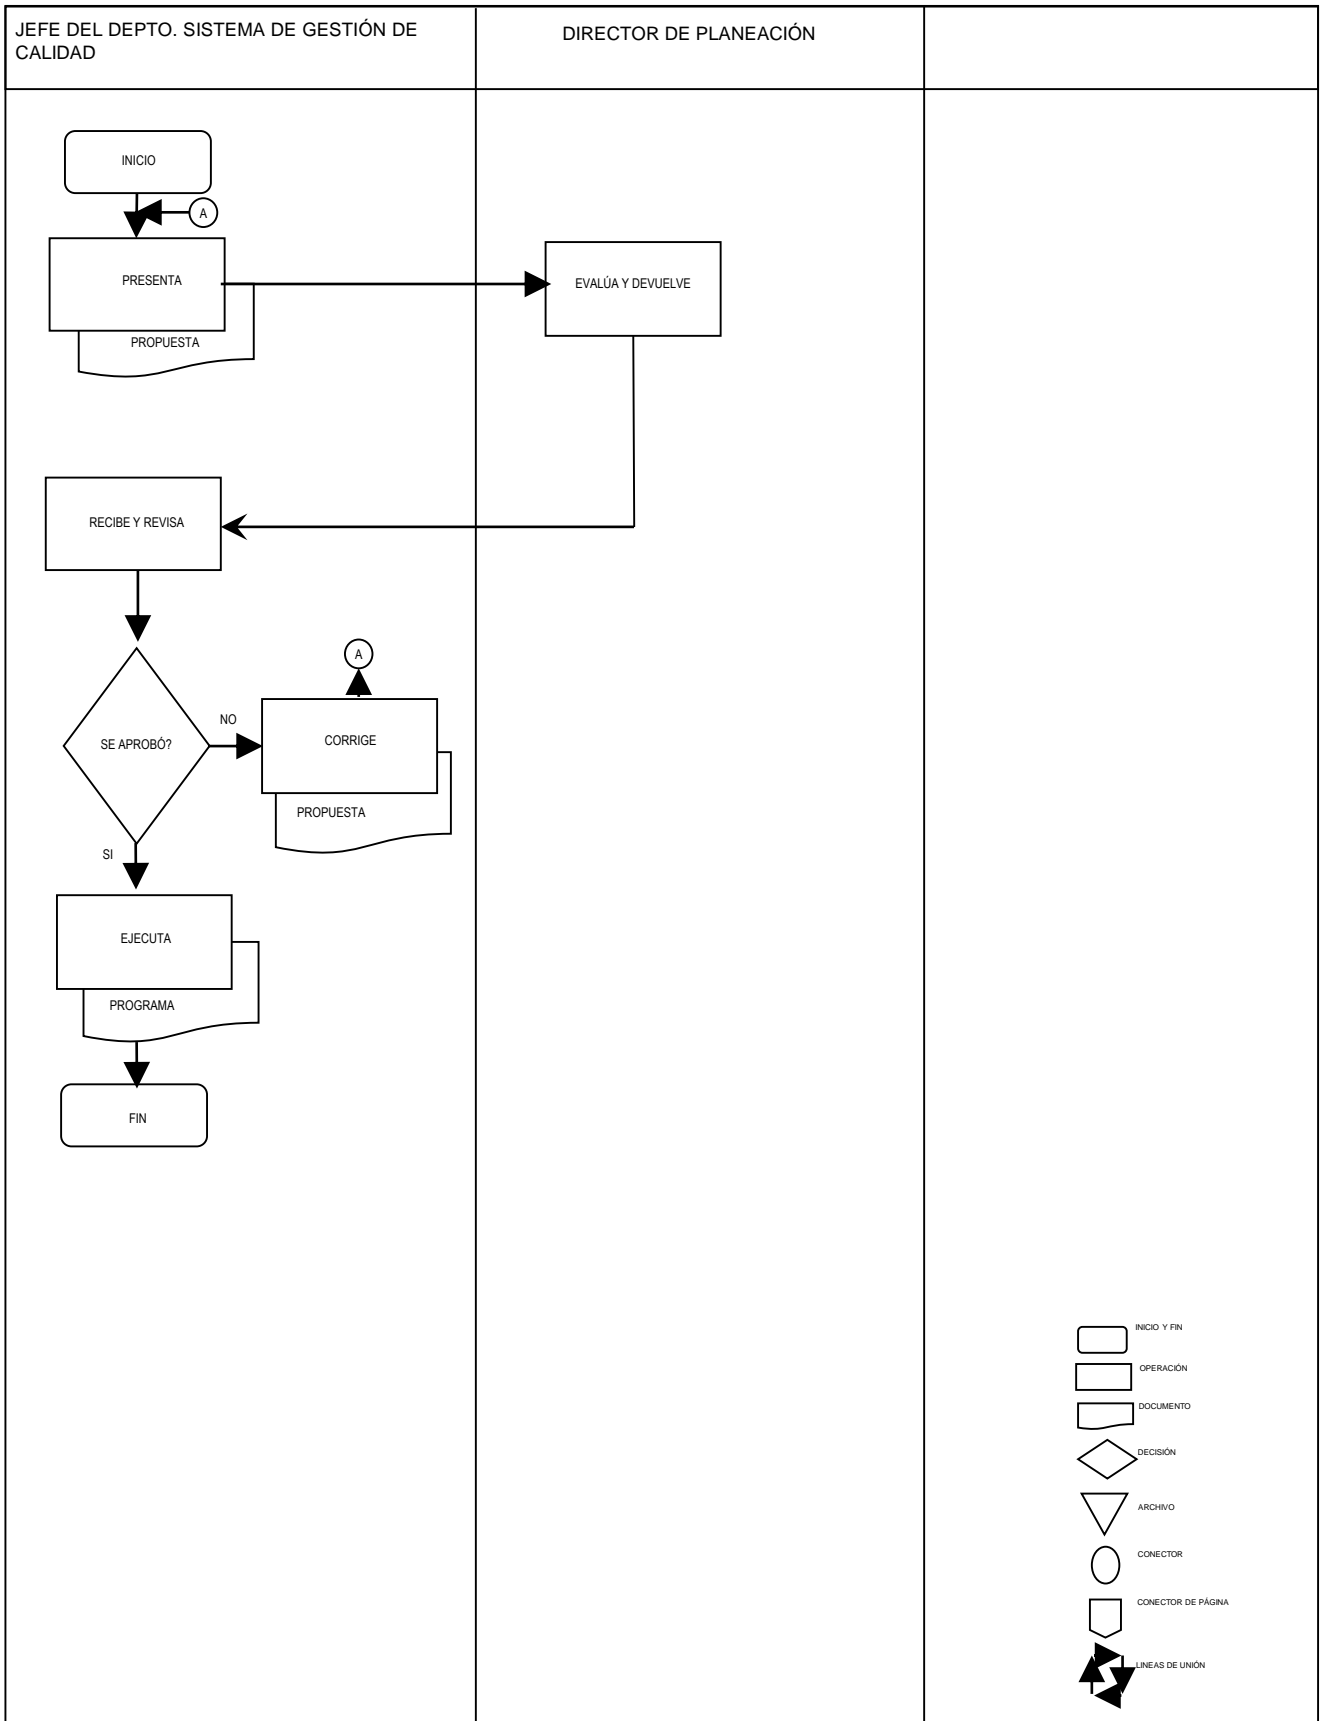 JEFE DEL DEPTO. SISTEMA DE GESTIÓN DE
CALIDAD
DIRECTOR DE PLANEACIÓN
INICIO
A
PRESENTA
PROPUESTA
EVALÚA Y DEVUELVE
RECIBE Y REVISA
A
SE APROBÓ?
NO
CORRIGE
PROPUESTA
SI
EJECUTA
PROGRAMA
FIN
INICIO Y FIN
OPERACIÓN
DOCUMENTO
DECISIÓN
ARCHIVO
CONECTOR
CONECTOR DE PÁGINA
LINEAS DE UNIÓN